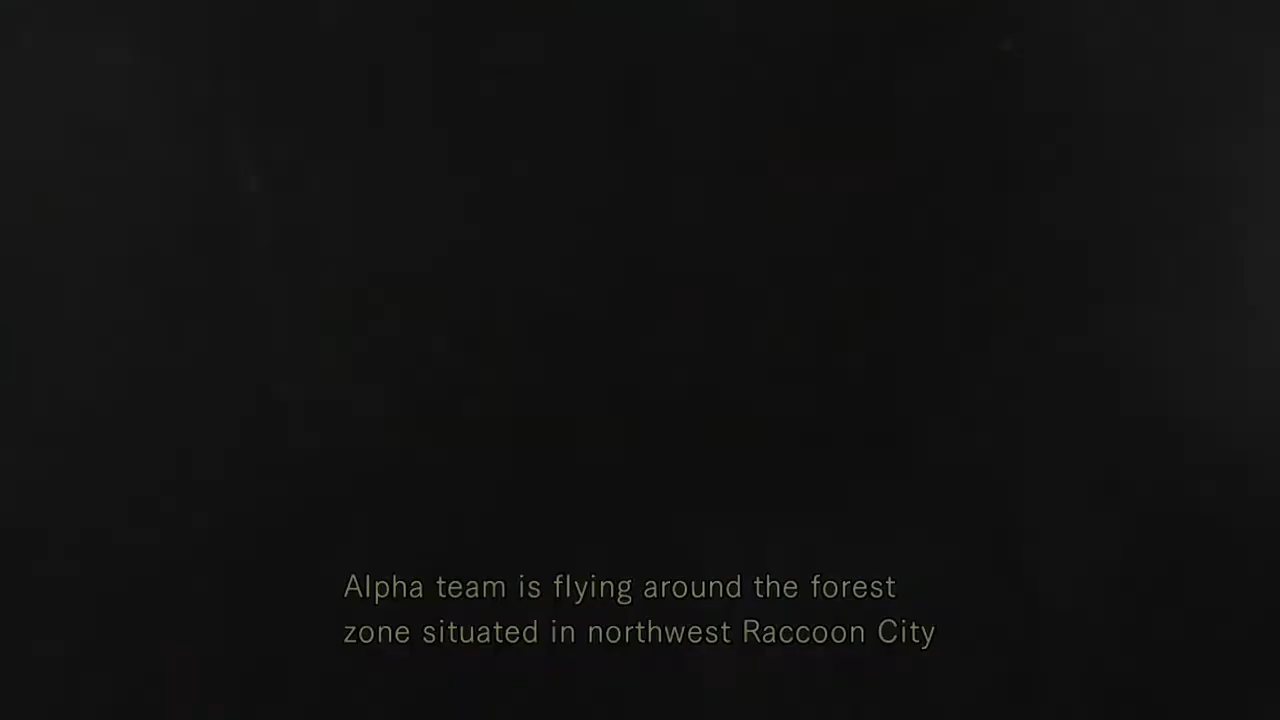 Alpha team is flying around the forest
zone situated in northwest Raccoon City